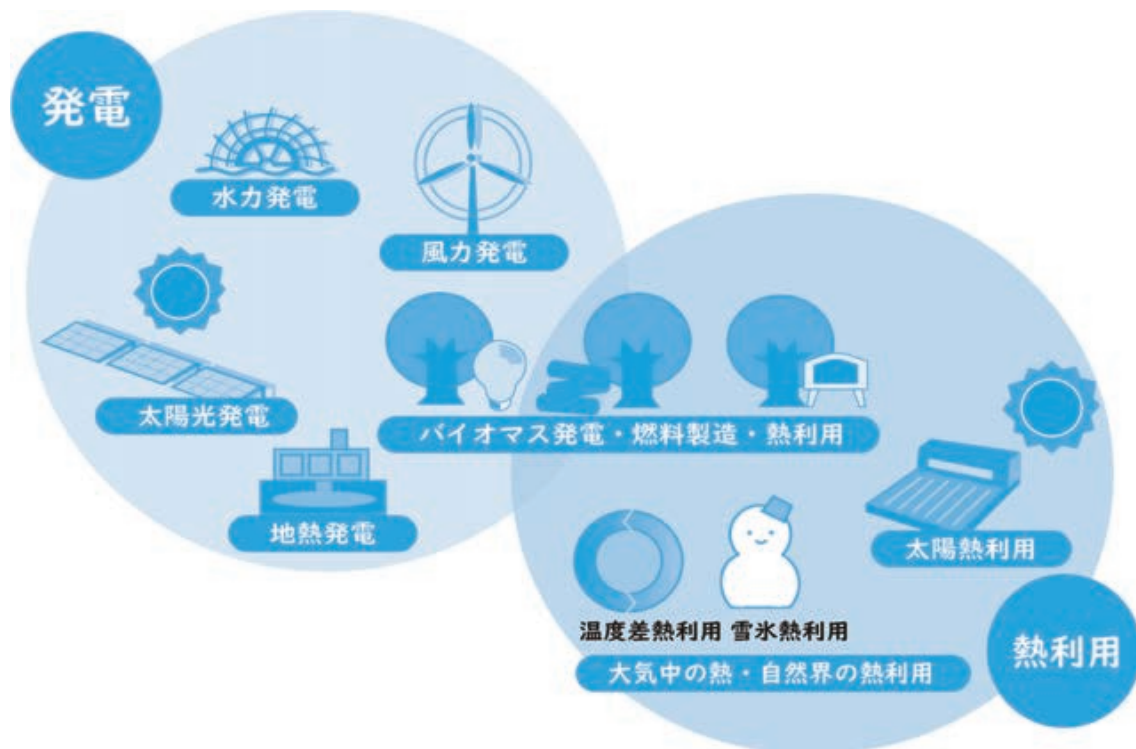 発電
水力発電
風力発電
太陽光発電
バイオマス発電・燃料製造・熱利用
地熱発電
太陽熱利用
温度差熱利用 雪氷熱利用
大気中の熱・自然界の熱利用
熱利用